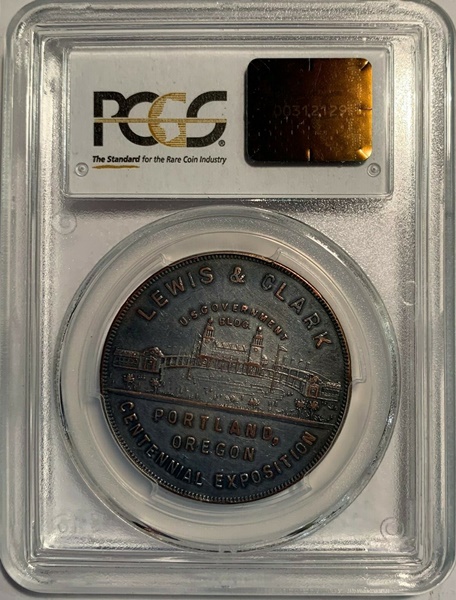 PCGS
The Standard for the Rare Coin Industry
LEWIS & CLARK
U.S. GOVERNMENT
BLDG.
PORTLAND,
OREGON
CENTENNIAL EXPOSITION